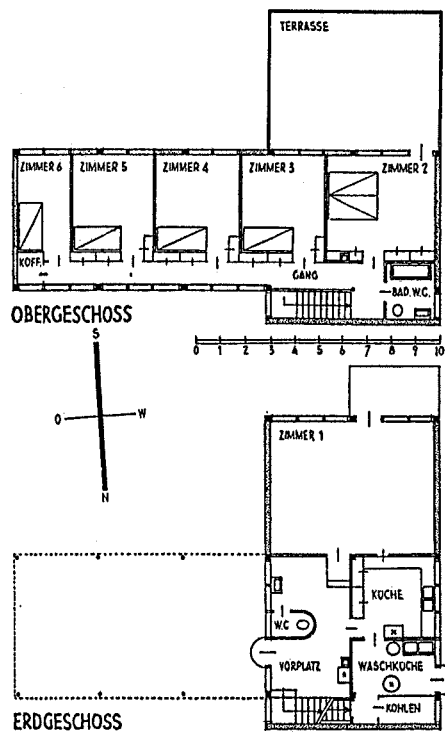 TERRASSE
ZIMMER 6 ZIMMER 5 ZIMMER 4 ZIMMER 3 ZIMMER 2
KOFF.
GANG
BAD. W.C.
OBERGESCHOSS
0 1 2 3 4 5 6 7 8 9 10
S
O W
N
ZIMMER 1
KÜCHE
W.C
VORPLATZ WASCHKÜCHE
KOHLEN
ERDGESCHOSS